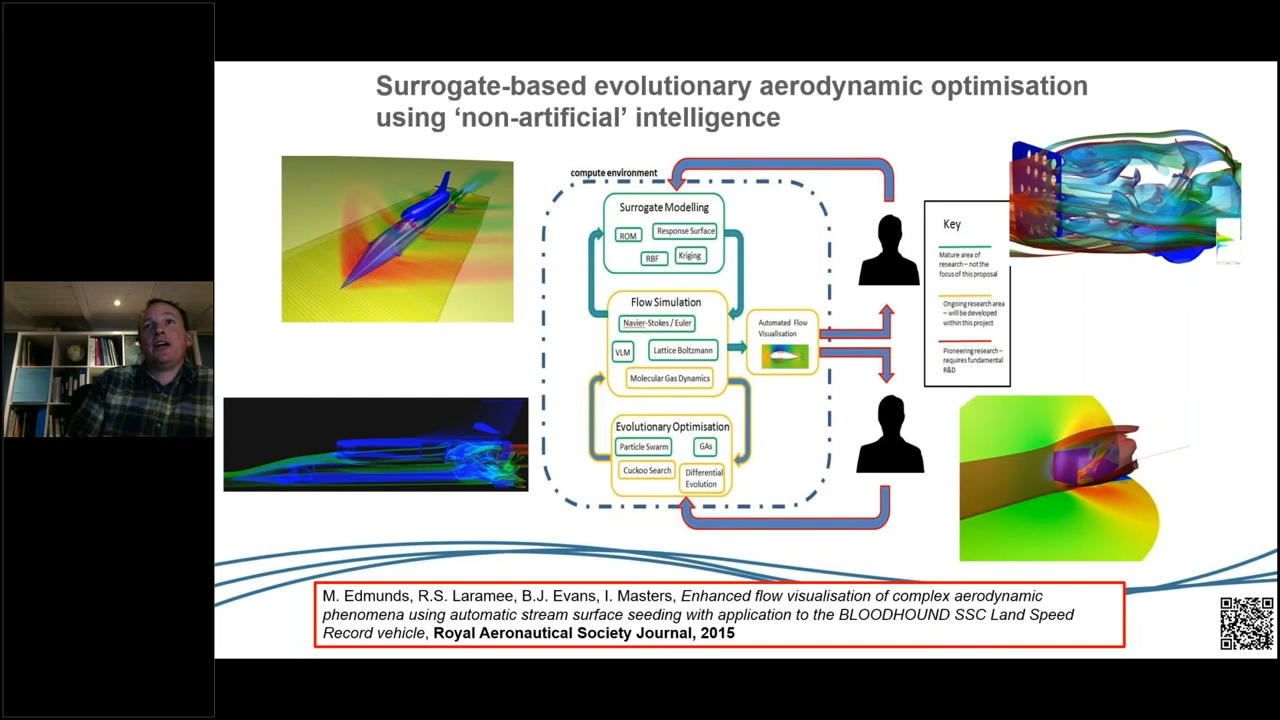 Surrogate-based evolutionary aerodynamic optimisation
using ‘non-artificial’ intelligence
compute environment
Surrogate Modelling
ROM
Response Surface
RBF
Kriging
Flow Simulation
Navier-Stokes / Euler
VLM
Lattice Boltzmann
Molecular Gas Dynamics
Automated Flow
Visualisation
Evolutionary Optimisation
Particle Swarm
GAs
Cuckoo Search
Differential
Evolution
Key
Mature area of
research – not the
focus of this proposal
Ongoing research area
– will be developed
within this project
Pioneering research –
requires fundamental
R&D
M. Edmunds, R.S. Laramee, B.J. Evans, I. Masters, Enhanced flow visualisation of complex aerodynamic
phenomena using automatic stream surface seeding with application to the BLOODHOUND SSC Land Speed
Record vehicle, Royal Aeronautical Society Journal, 2015